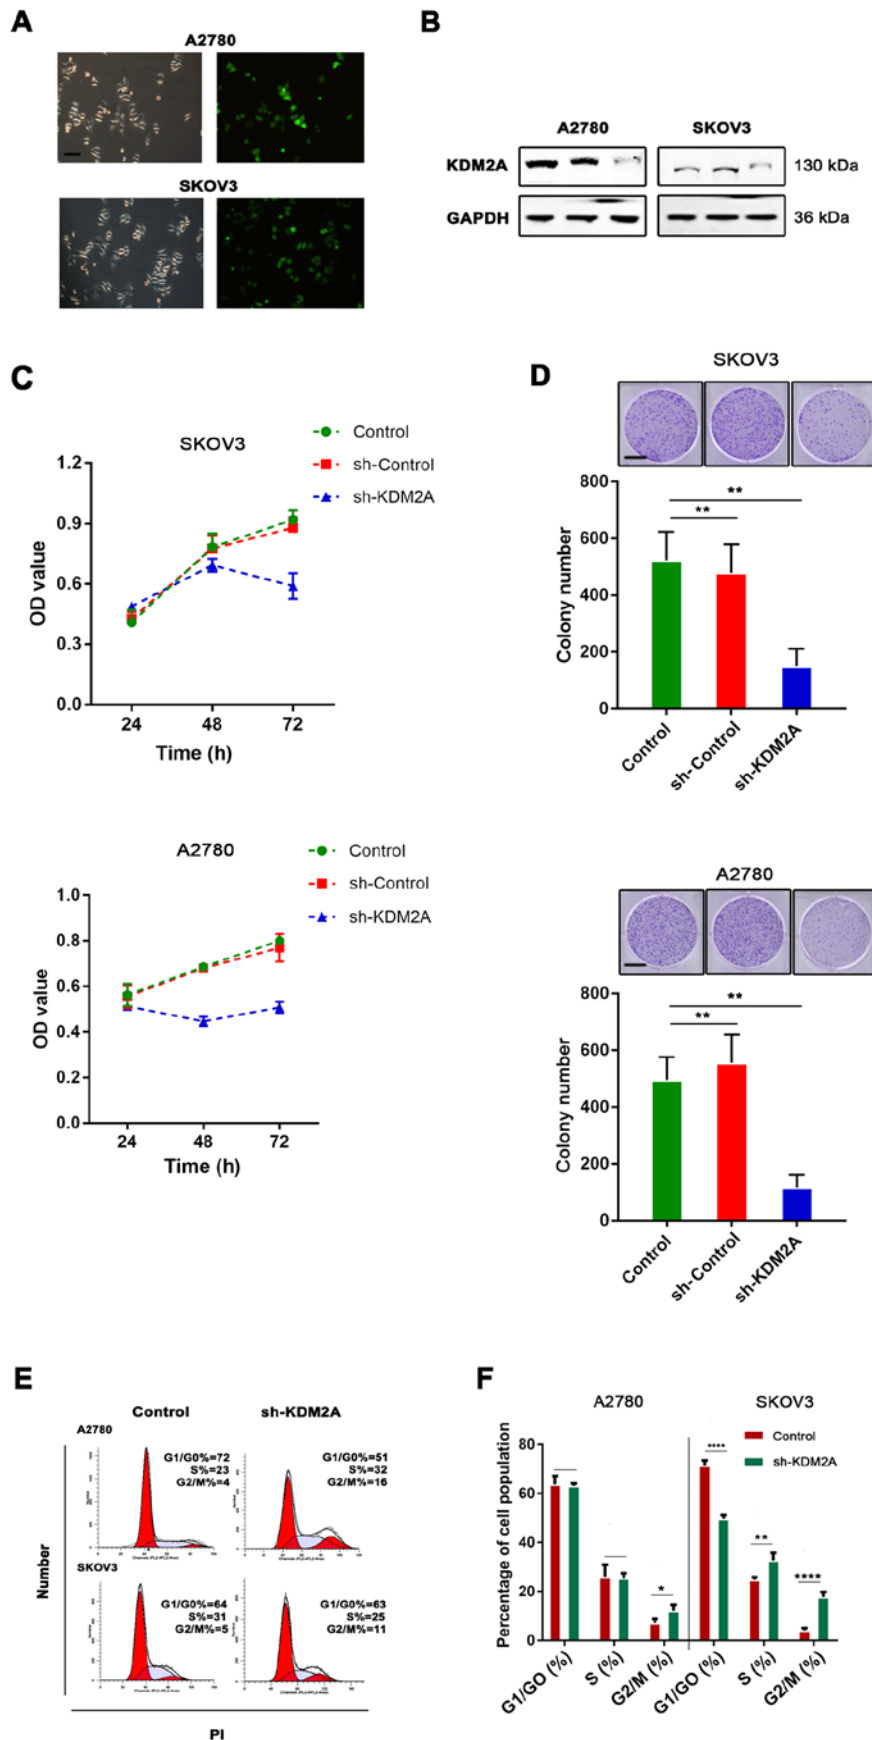 A
A2780
SKOV3
B
A2780 SKOV3
KDM2A 130 kDa
GAPDH 36 kDa
C
SKOV3
Control
sh-Control
sh-KDM2A
1.2
0.9
0.6
0.3
0.0
OD value
24 48 72
Time (h)
A2780
Control
sh-Control
sh-KDM2A
1.0
0.8
0.6
0.4
0.2
0.0
OD value
24 48 72
Time (h)
D
SKOV3
800
600
400
200
0
Colony number
**
**
Control
sh-Control
sh-KDM2A
A2780
800
600
400
200
0
Colony number
**
**
Control
sh-Control
sh-KDM2A
E
Control sh-KDM2A
A2780
G1/G0%=72
S%=23
G2/M%=4
G1/G0%=51
S%=32
G2/M%=16
SKOV3
G1/G0%=64
S%=31
G2/M%=5
G1/G0%=63
S%=25
G2/M%=11
Number
PI
F
A2780 SKOV3
Control
sh-KDM2A
80
60
40
20
0
Percentage of cell population
*
****
**
****
G1/GO (%)
S (%)
G2/M (%)
G1/GO (%)
S (%)
G2/M (%)